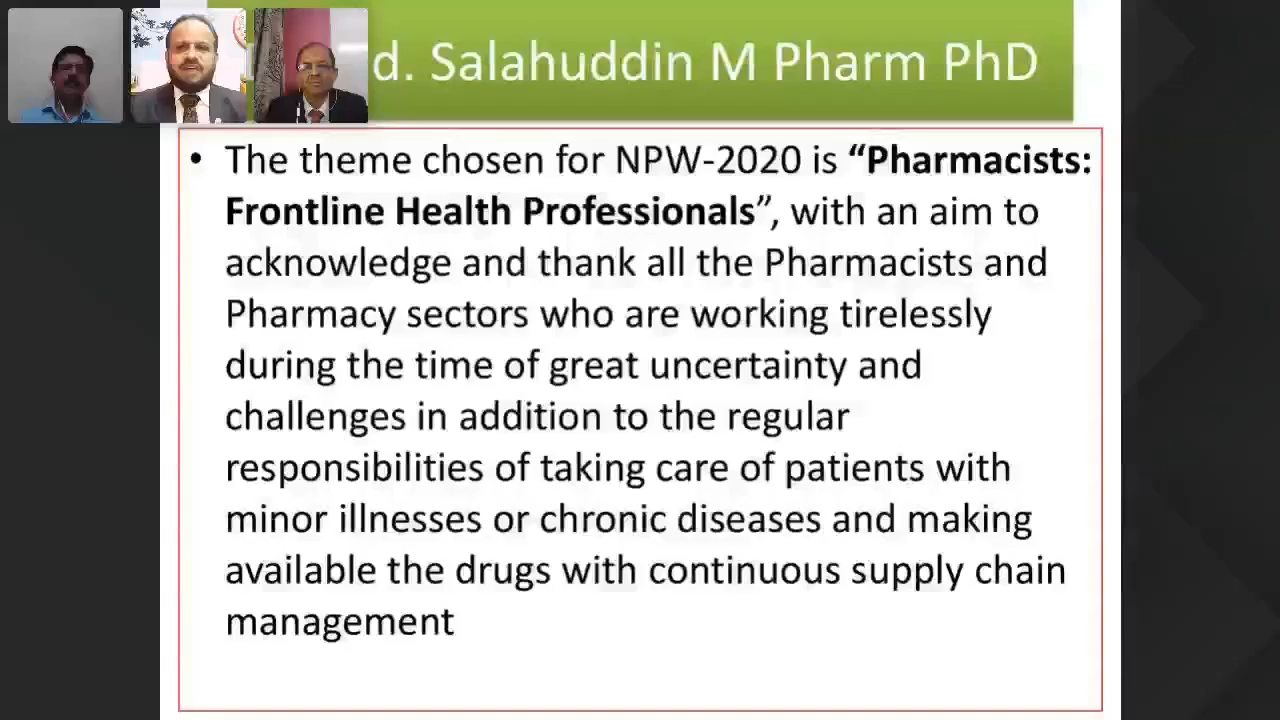 d. Salahuddin M Pharm PhD
• The theme chosen for NPW-2020 is “Pharmacists:
Frontline Health Professionals”, with an aim to
acknowledge and thank all the Pharmacists and
Pharmacy sectors who are working tirelessly
during the time of great uncertainty and
challenges in addition to the regular
responsibilities of taking care of patients with
minor illnesses or chronic diseases and making
available the drugs with continuous supply chain
management